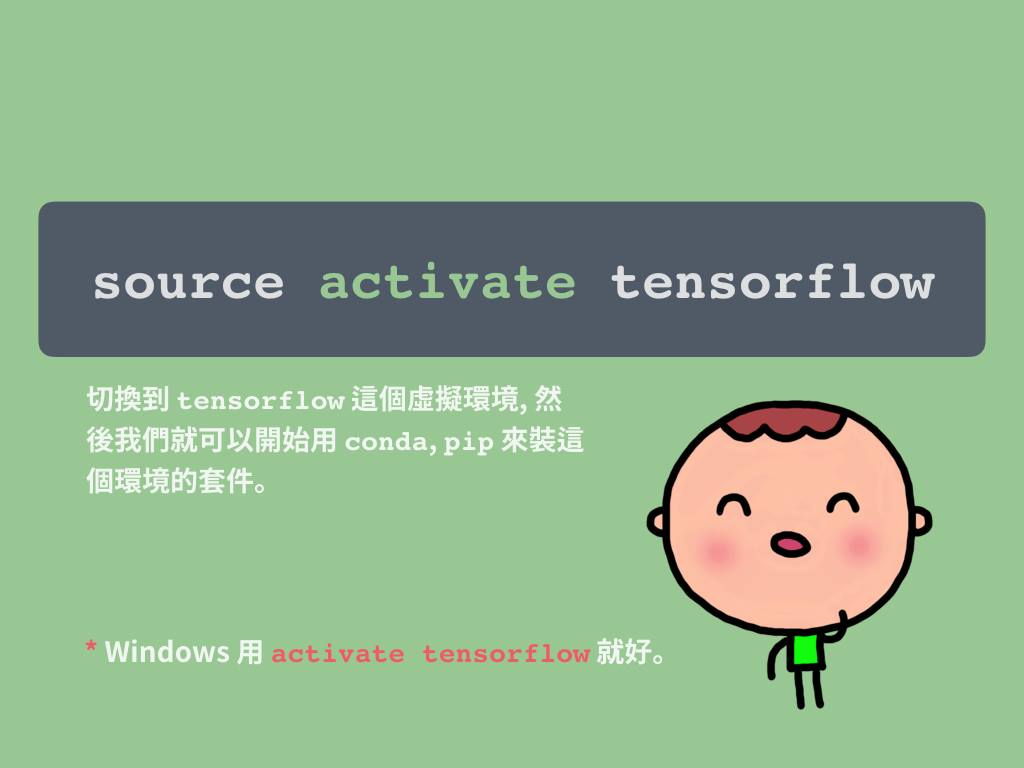 source activate tensorflow
切換到 tensorflow 這個虛擬環境, 然
後我們就可以開始用 conda, pip 來裝這
個環境的套件。
* Windows 用 activate tensorflow 就好。